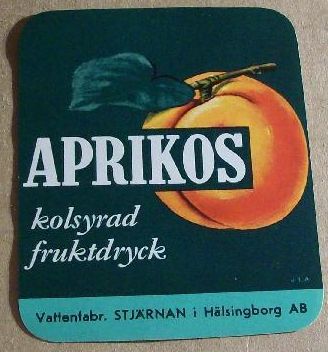 APRIKOS
kolsyrad
fruktdryck
J.L.A
Vattenfabr. STJÄRNAN i Hälsingborg AB